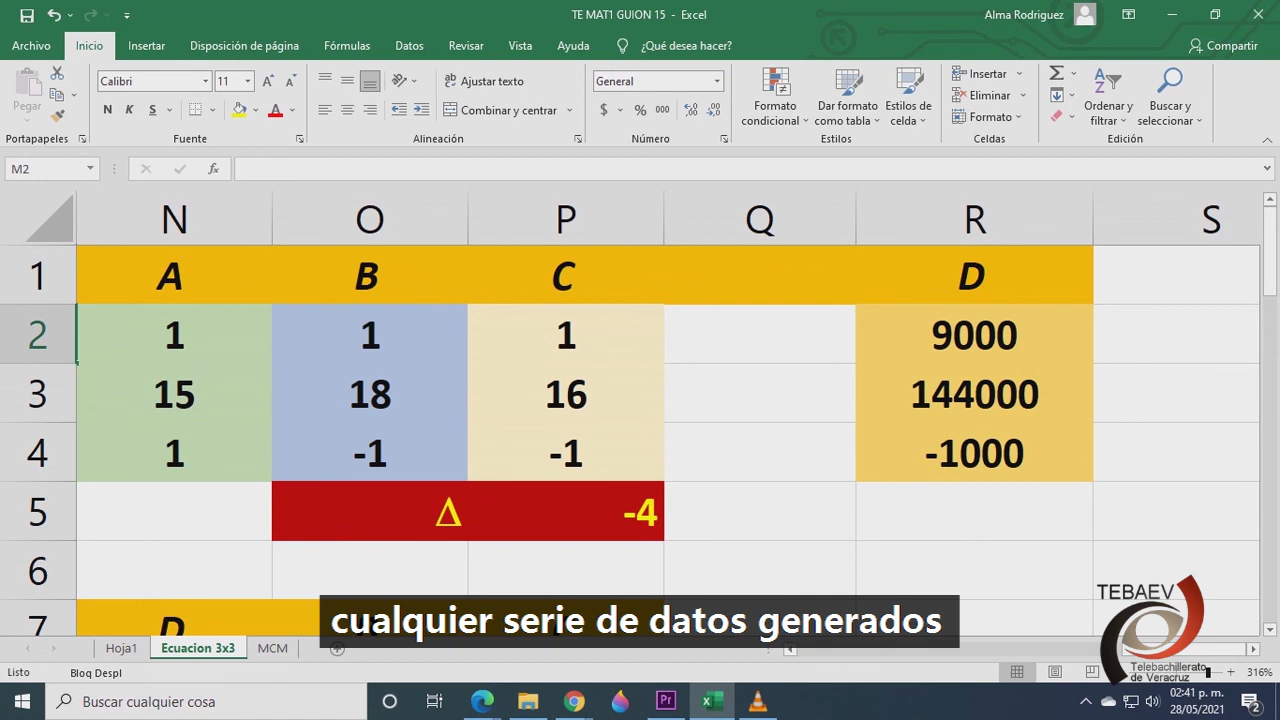 TE MAT1 GUION 15 - Excel
Alma Rodriguez
Archivo Inicio Insertar Disposición de página Fórmulas Datos Revisar Vista Ayuda ¿Qué desea hacer? Compartir
Pegar
Calibri 11
N K S
Ajustar texto
Combinar y centrar
General
$ % 000
Formato condicional
Dar formato como tabla
Estilos de celda
Insertar
Eliminar
Formato
Ordenar y filtrar
Buscar y seleccionar
Portapapeles Fuente Alineación Número Estilos Celdas Edición
M2 fx
N O P Q R S
1 A B C D
2 1 1 1 9000
3 15 18 16 144000
4 1 -1 -1 -1000
5 Δ -4
6
7 D
cualquier serie de datos generados
TEBAEV
Telebachillerato
de Veracruz
Hoja1 Ecuacion 3x3 MCM
Listo Bloq Despl 316%
Buscar cualquier cosa
02:41 p. m.
28/05/2021
2